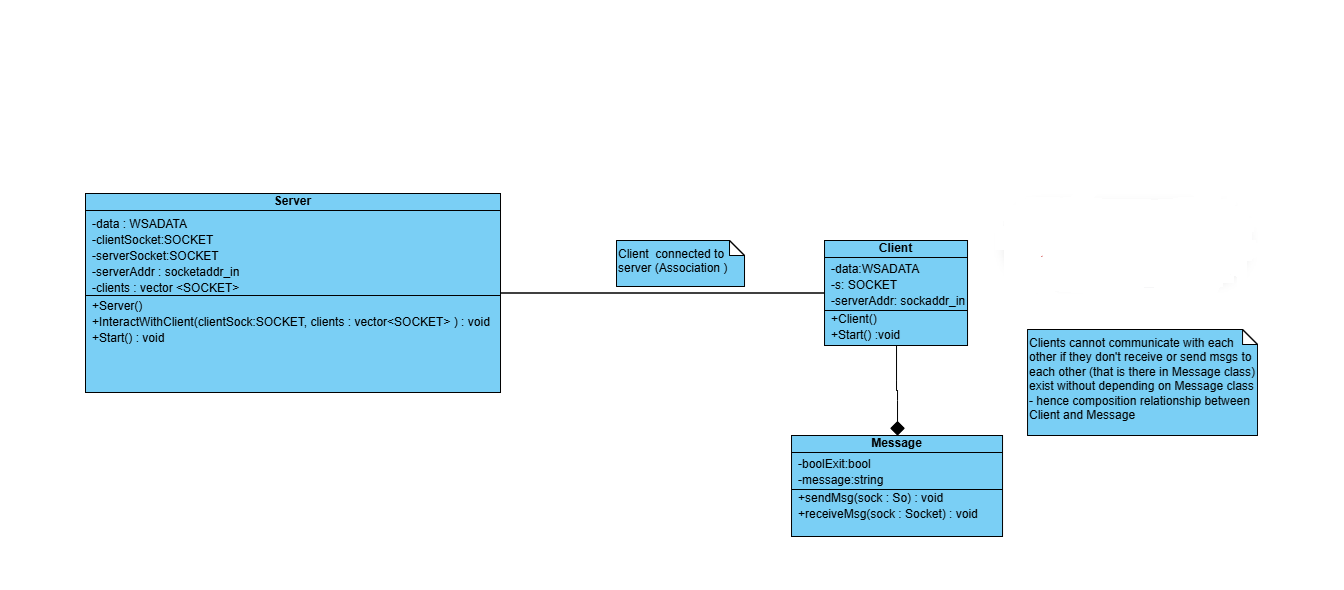 Server
-data : WSADATA
-clientSocket:SOCKET
-serverSocket:SOCKET
-serverAddr : socketaddr_in
-clients : vector <SOCKET>
+Server()
+InteractWithClient(clientSock:SOCKET, clients : vector<SOCKET> ) : void
+Start() : void
Client connected to
server (Association )
Client
-data:WSADATA
-s: SOCKET
-serverAddr: sockaddr_in
+Client()
+Start() :void
Clients cannot communicate with each
other if they don't receive or send msgs to
each other (that is there in Message class)
exist without depending on Message class
- hence composition relationship between
Client and Message
Message
-boolExit:bool
-message:string
+sendMsg(sock : So) : void
+receiveMsg(sock : Socket) : void